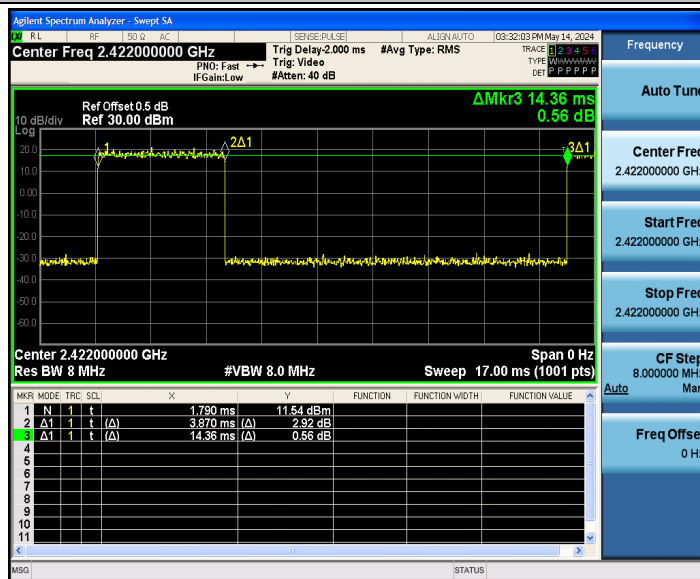 Agilent Spectrum Analyzer - Swept SA
RL RF 50 Ω AC SENSE:PULSE ALIGN AUTO 03:32:03 PM May 14, 2024
Center Freq 2.422000000 GHz
PNO: Fast
IFGain:Low
Trig Delay-2.000 ms
Trig: Video
#Atten: 40 dB
#Avg Type: RMS
TRACE 1 2 3 4 5 6
TYPE W
DET P P P P P P
Frequency
Auto Tune
Center Freq
2.422000000 GHz
Start Freq
2.422000000 GHz
Stop Freq
2.422000000 GHz
CF Step
8.000000 MHz
Auto Man
Freq Offset
0 Hz
ΔMkr3 14.36 ms
0.56 dB
Ref Offset 0.5 dB
10 dB/div Ref 30.00 dBm
Log
20.0
10.0
0.00
-10.0
-20.0
-30.0
-40.0
-50.0
-60.0
1
2Δ1
3Δ1
Center 2.422000000 GHz Span 0 Hz
Res BW 8 MHz #VBW 8.0 MHz Sweep 17.00 ms (1001 pts)
MKR MODE TRC SCL X Y FUNCTION FUNCTION WIDTH FUNCTION VALUE
1 N 1 t 1.790 ms 11.54 dBm
2 Δ1 1 t (Δ) 3.870 ms (Δ) 2.92 dB
3 Δ1 1 t (Δ) 14.36 ms (Δ) 0.56 dB
4
5
6
7
8
9
10
11
MSG STATUS